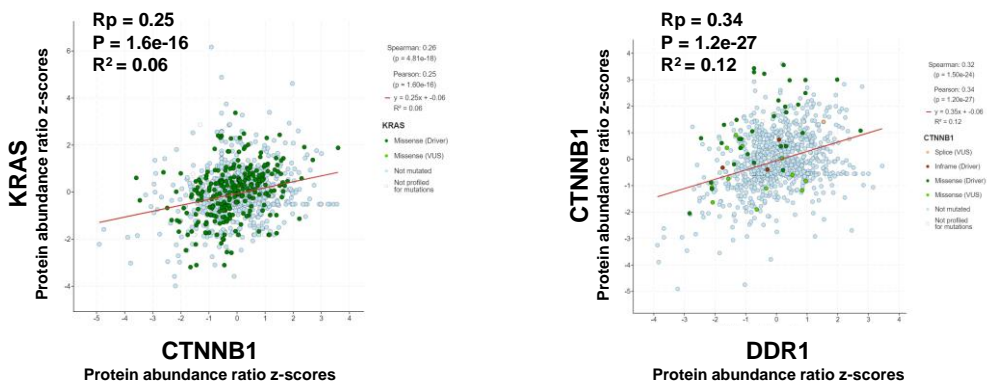 Rp = 0.25
P = 1.6e-16
R² = 0.06
KRAS
Protein abundance ratio z-scores
6
4
2
0
-2
-4
-5
-4
-3
-2
-1
0
1
2
3
4
CTNNB1
Protein abundance ratio z-scores
Spearman: 0.26
(p = 4.81e-18)
Pearson: 0.25
(p = 1.60e-16)
y = 0.25x + -0.06
R² = 0.06
KRAS
Missense (Driver)
Missense (VUS)
Not mutated
Not profiled
for mutations
Rp = 0.34
P = 1.2e-27
R² = 0.12
CTNNB1
Protein abundance ratio z-scores
4
3
2
1
0
-1
-2
-3
-4
-5
-4
-3
-2
-1
0
1
2
3
4
DDR1
Protein abundance ratio z-scores
Spearman: 0.32
(p = 1.50e-24)
Pearson: 0.34
(p = 1.20e-27)
y = 0.35x + -0.06
R² = 0.12
CTNNB1
Splice (VUS)
Inframe (Driver)
Missense (Driver)
Missense (VUS)
Not mutated
Not profiled
for mutations